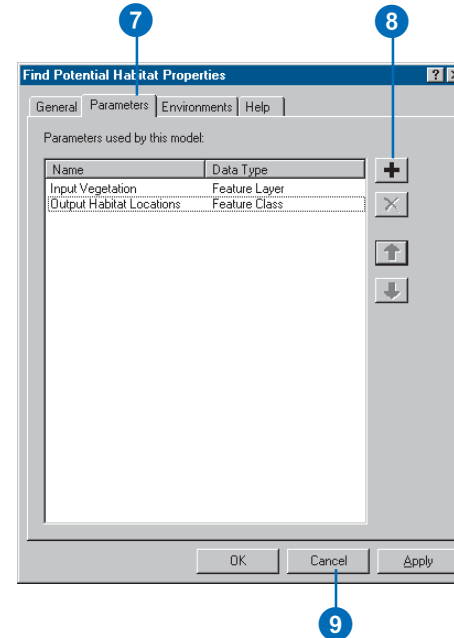 7 8
Find Potential Habitat Properties ?
General Parameters Environments Help
Parameters used by this model:
Name Data Type
Input Vegetation Feature Layer
Output Habitat Locations Feature Class
OK Cancel Apply
9